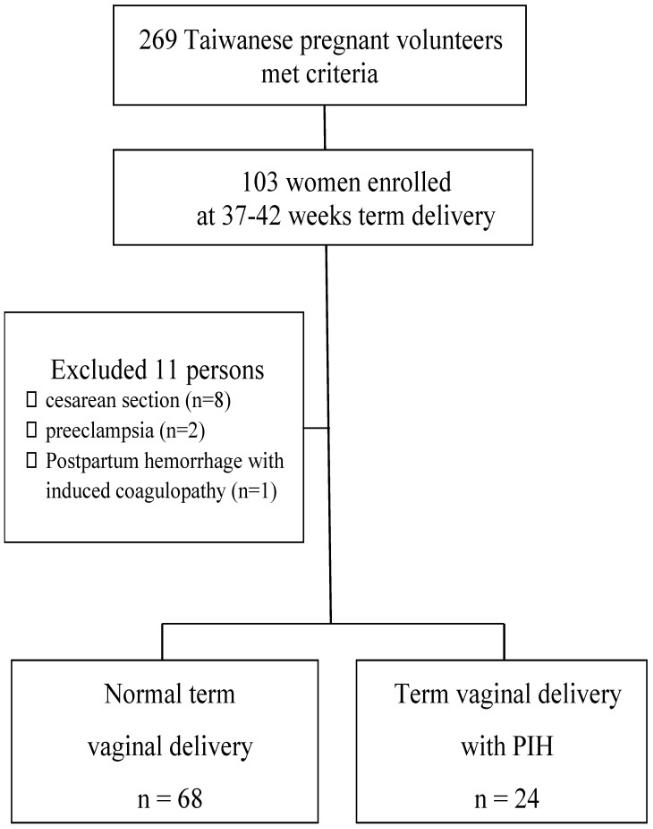 269 Taiwanese pregnant volunteers
met criteria
103 women enrolled
at 37-42 weeks term delivery
Excluded 11 persons
▯ cesarean section (n=8)
▯ preeclampsia (n=2)
▯ Postpartum hemorrhage with
induced coagulopathy (n=1)
Normal term
vaginal delivery
n = 68
Term vaginal delivery
with PIH
n = 24